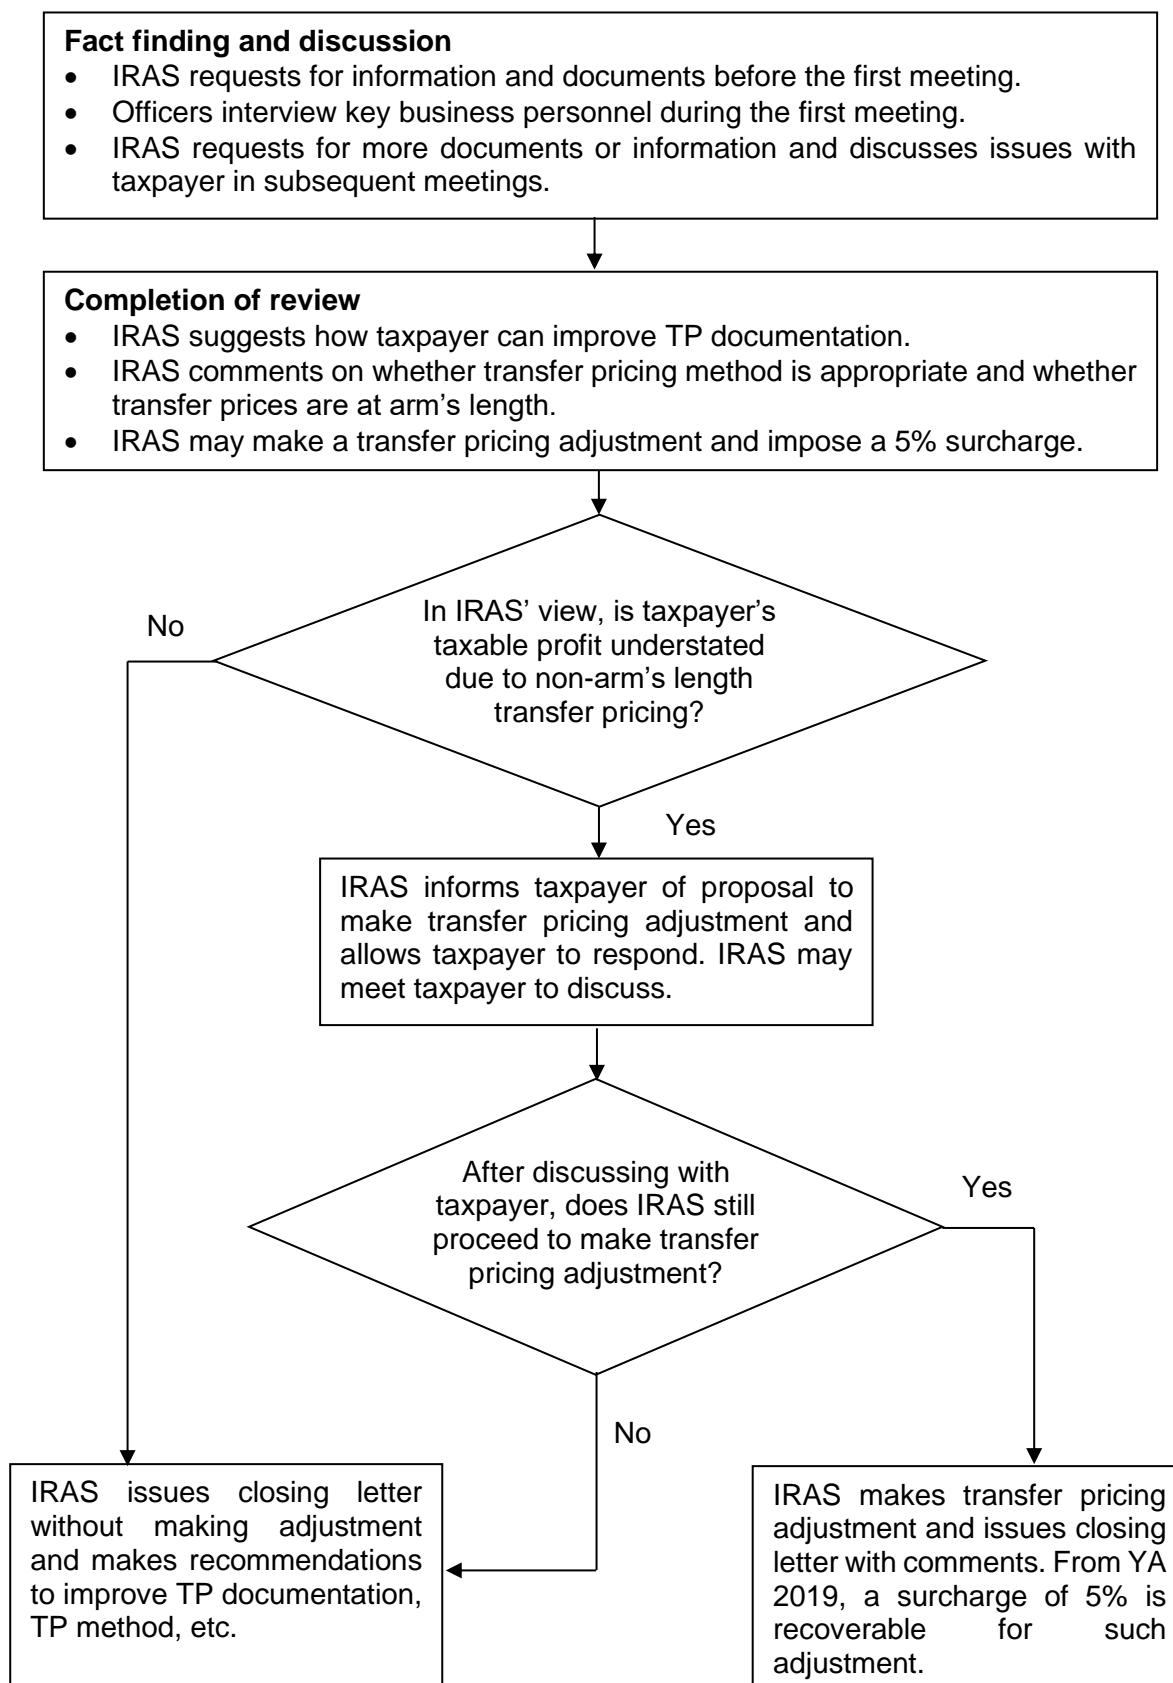 Fact finding and discussion
• IRAS requests for information and documents before the first meeting.
• Officers interview key business personnel during the first meeting.
• IRAS requests for more documents or information and discusses issues with
taxpayer in subsequent meetings.
Completion of review
• IRAS suggests how taxpayer can improve TP documentation.
• IRAS comments on whether transfer pricing method is appropriate and whether
transfer prices are at arm’s length.
• IRAS may make a transfer pricing adjustment and impose a 5% surcharge.
No
In IRAS’ view, is taxpayer’s
taxable profit understated
due to non-arm’s length
transfer pricing?
Yes
IRAS informs taxpayer of proposal to
make transfer pricing adjustment and
allows taxpayer to respond. IRAS may
meet taxpayer to discuss.
After discussing with
taxpayer, does IRAS still
proceed to make transfer
pricing adjustment?
Yes
No
IRAS issues closing letter
without making adjustment
and makes recommendations
to improve TP documentation,
TP method, etc.
IRAS makes transfer pricing
adjustment and issues closing
letter with comments. From YA
2019, a surcharge of 5% is
recoverable for such
adjustment.